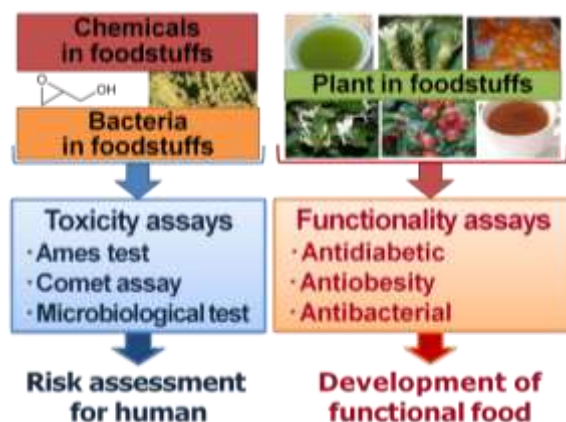 Chemicals
in foodstuffs
OH
O
Bacteria
in foodstuffs
Toxicity assays
・Ames test
・Comet assay
・Microbiological test
Risk assessment
for human
Plant in foodstuffs
Functionality assays
・Antidiabetic
・Antiobesity
・Antibacterial
Development of
functional food